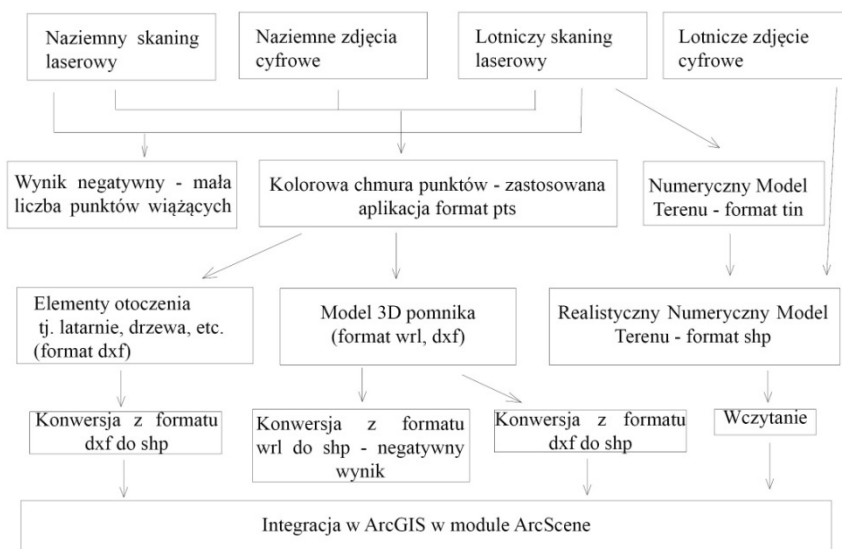 Naziemny skaning
laserowy
Naziemne zdjęcia
cyfrowe
Lotniczy skaning
laserowy
Lotnicze zdjęcie
cyfrowe
Wynik negatywny - mała
liczba punktów wiążących
Kolorowa chmura punktów - zastosowana
aplikacja format pts
Numeryczny Model
Terenu - format tin
Elementy otoczenia
tj. latarnie, drzewa, etc.
(format dxf)
Model 3D pomnika
(format wrl, dxf)
Realistyczny Numeryczny Model
Terenu - format shp
Konwersja z formatu
dxf do shp
Konwersja z formatu
wrl do shp - negatywny
wynik
Konwersja z formatu
dxf do shp
Wczytanie
Integracja w ArcGIS w module ArcScene